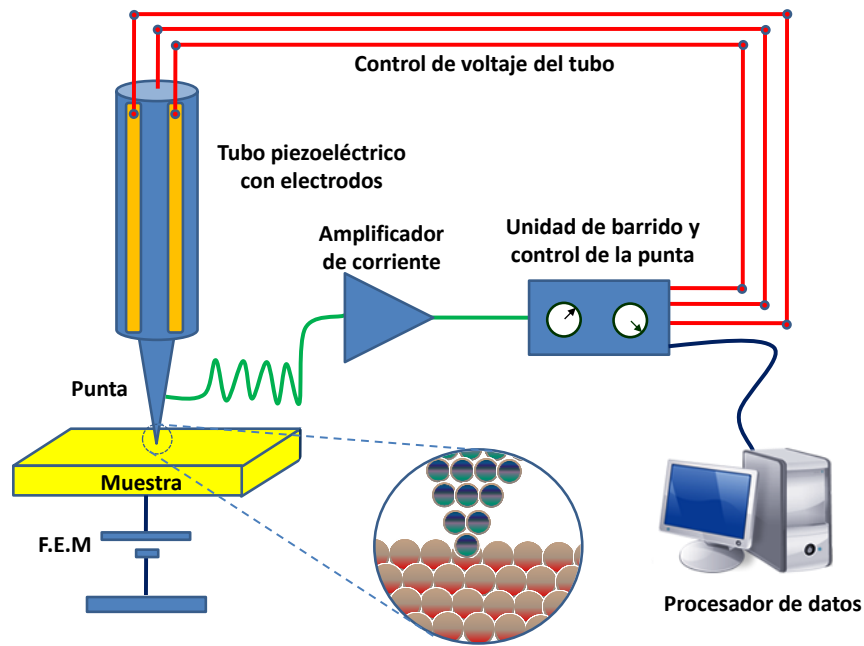 Control de voltaje del tubo
Tubo piezoeléctrico
con electrodos
Amplificador
de corriente
Unidad de barrido y
control de la punta
Punta
Muestra
F.E.M
Procesador de datos